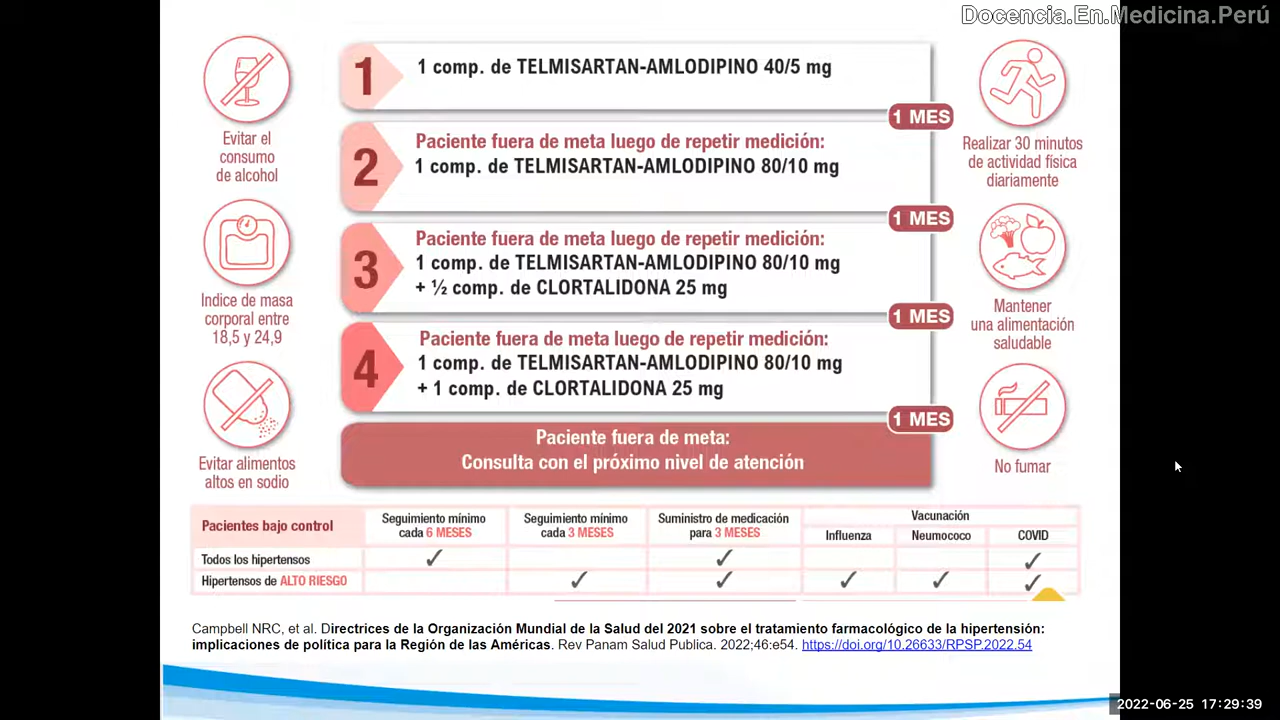 Docencia.En.Medicina.Perú
Evitar el
consumo
de alcohol
Indice de masa
corporal entre
18,5 y 24,9
Evitar alimentos
altos en sodio
1
1 comp. de TELMISARTAN-AMLODIPINO 40/5 mg
1 MES
2
Paciente fuera de meta luego de repetir medición:
1 comp. de TELMISARTAN-AMLODIPINO 80/10 mg
1 MES
3
Paciente fuera de meta luego de repetir medición:
1 comp. de TELMISARTAN-AMLODIPINO 80/10 mg
+ ½ comp. de CLORTALIDONA 25 mg
1 MES
4
Paciente fuera de meta luego de repetir medición:
1 comp. de TELMISARTAN-AMLODIPINO 80/10 mg
+ 1 comp. de CLORTALIDONA 25 mg
1 MES
Paciente fuera de meta:
Consulta con el próximo nivel de atención
Realizar 30 minutos
de actividad física
diariamente
Mantener
una alimentación
saludable
No fumar
Pacientes bajo control
Seguimiento mínimo
cada 6 MESES
Seguimiento mínimo
cada 3 MESES
Suministro de medicación
para 3 MESES
Vacunación
Influenza
Neumococo
COVID
Todos los hipertensos ✓ ✓ ✓
Hipertensos de ALTO RIESGO ✓ ✓ ✓ ✓ ✓
Campbell NRC, et al. Directrices de la Organización Mundial de la Salud del 2021 sobre el tratamiento farmacológico de la hipertensión:
implicaciones de política para la Región de las Américas. Rev Panam Salud Publica. 2022;46:e54. https://doi.org/10.26633/RPSP.2022.54
2022-06-25 17:29:39